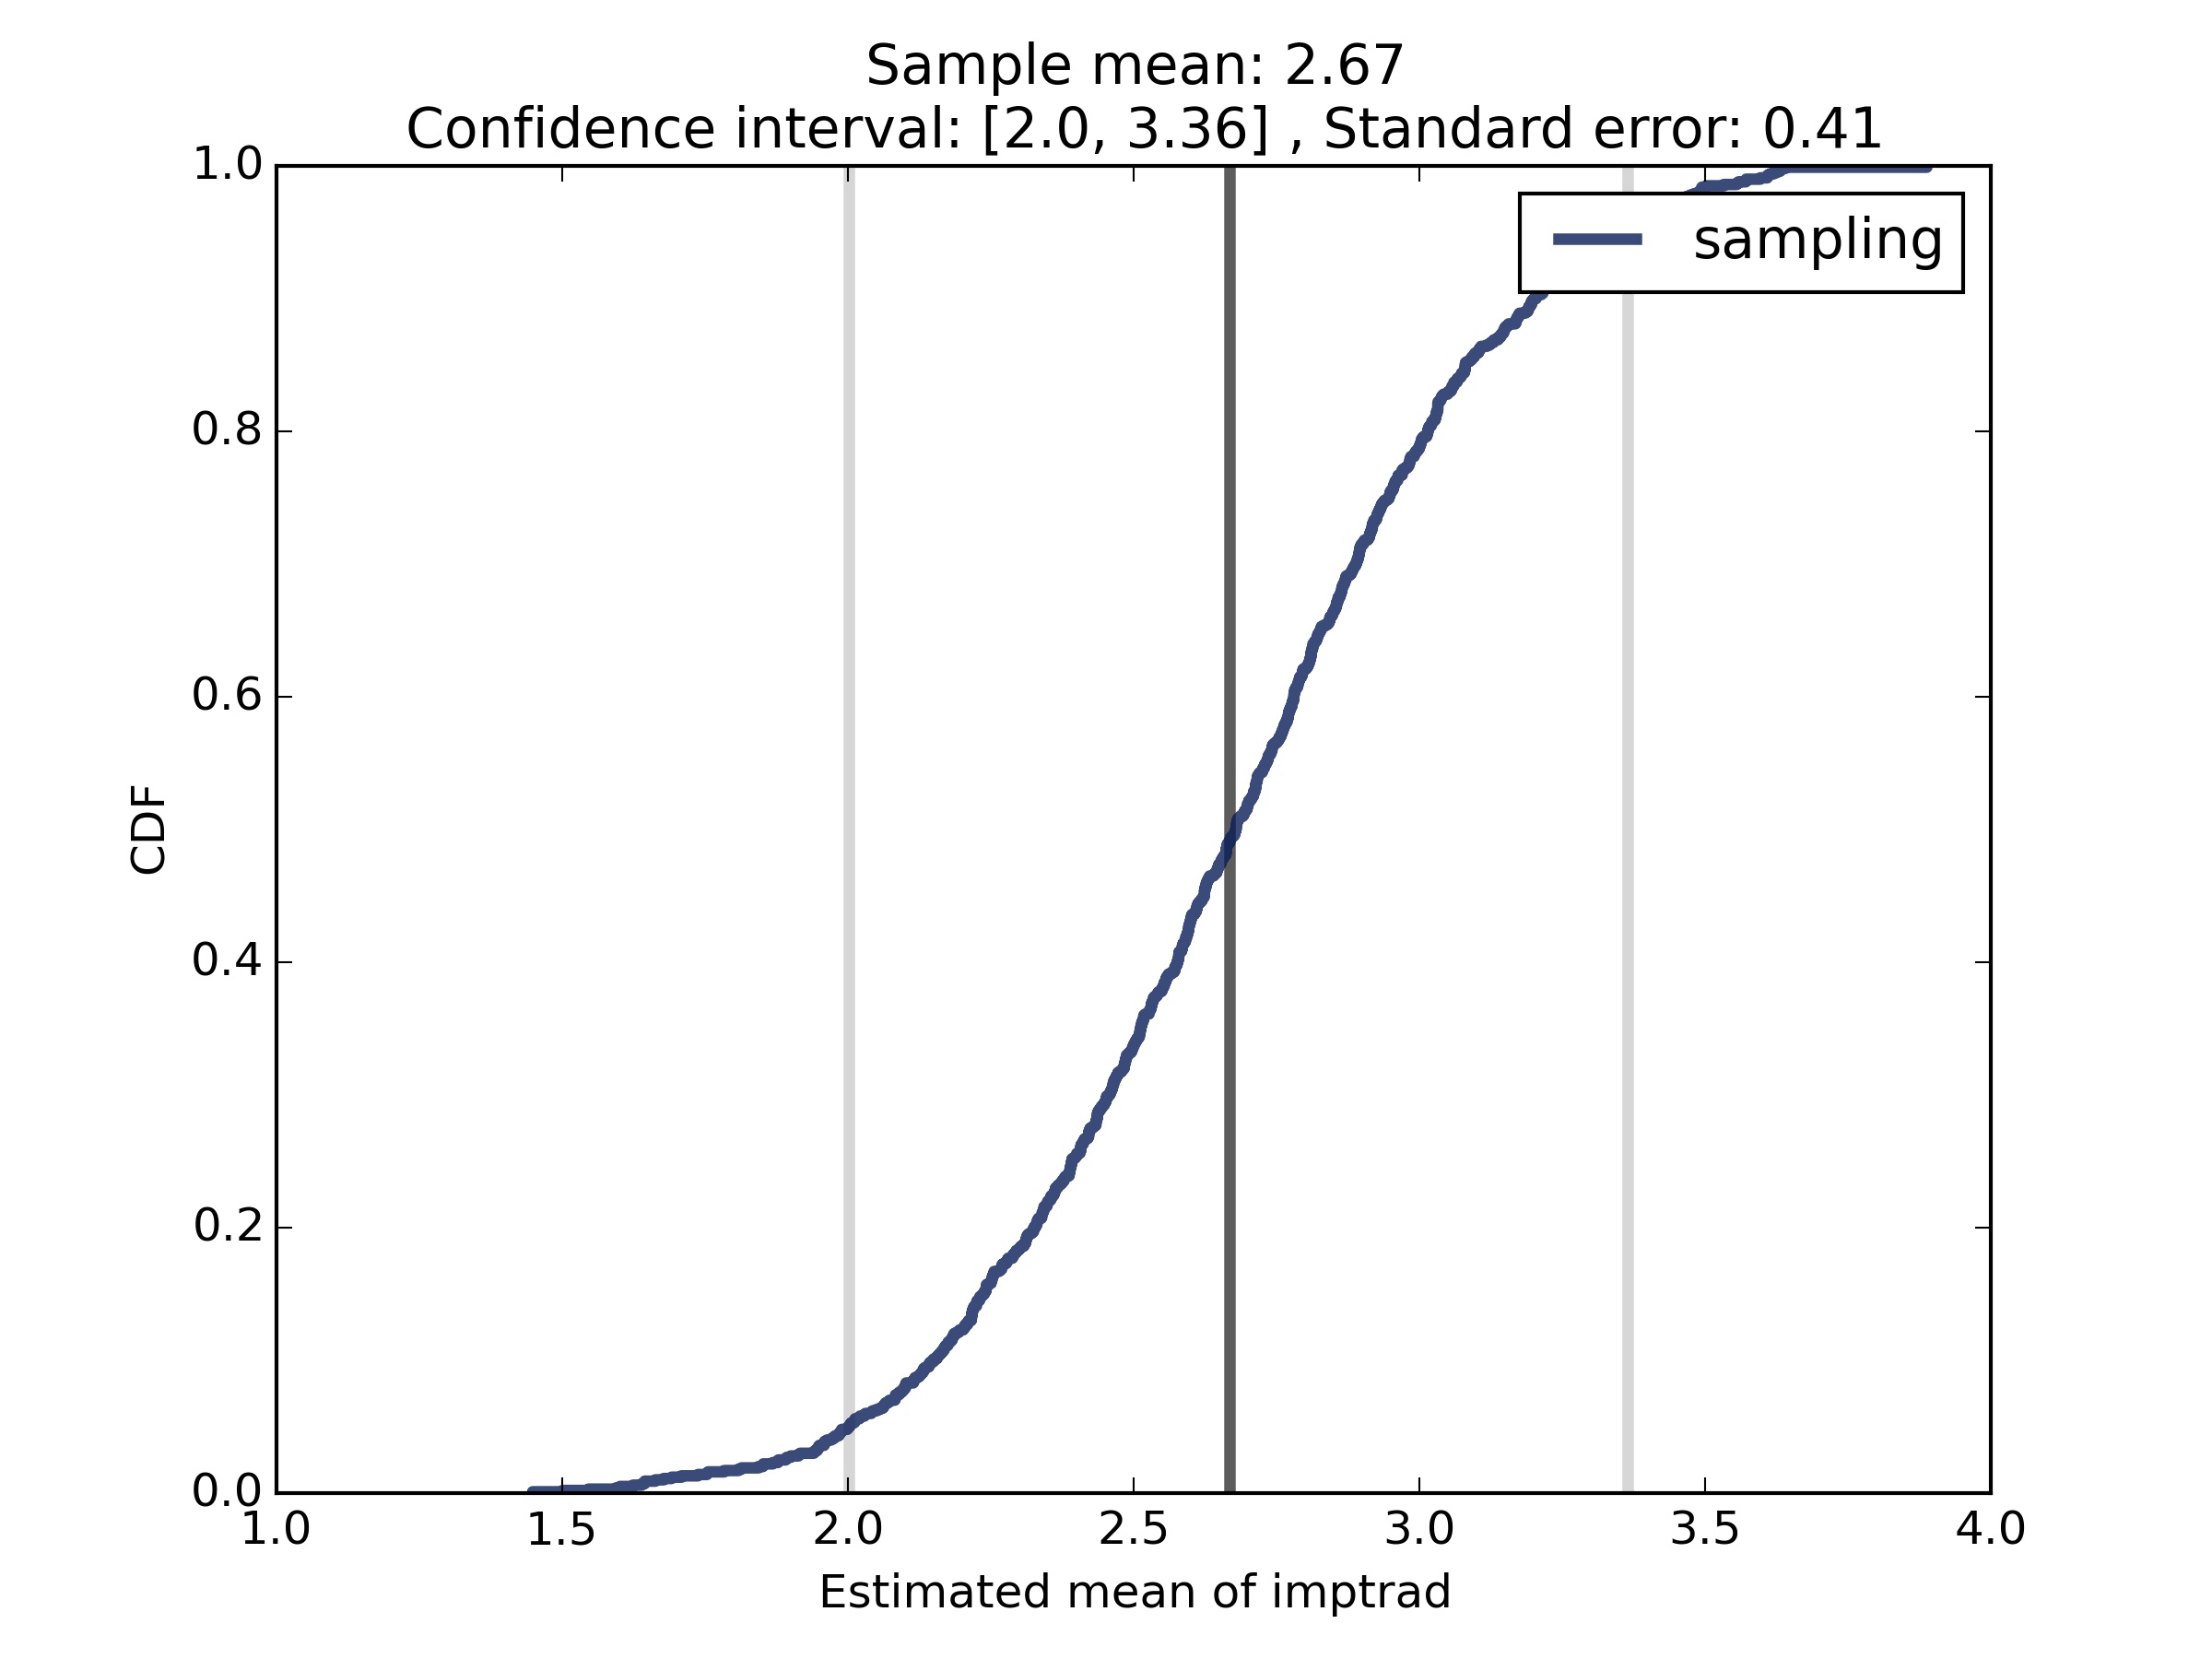 Sample mean: 2.67
Confidence interval: [2.0, 3.36] , Standard error: 0.41
1.0
sampling
0.8
0.6
CDF
0.4
0.2
0.0
1.0 1.5 2.0 2.5 3.0 3.5 4.0
Estimated mean of imptrad